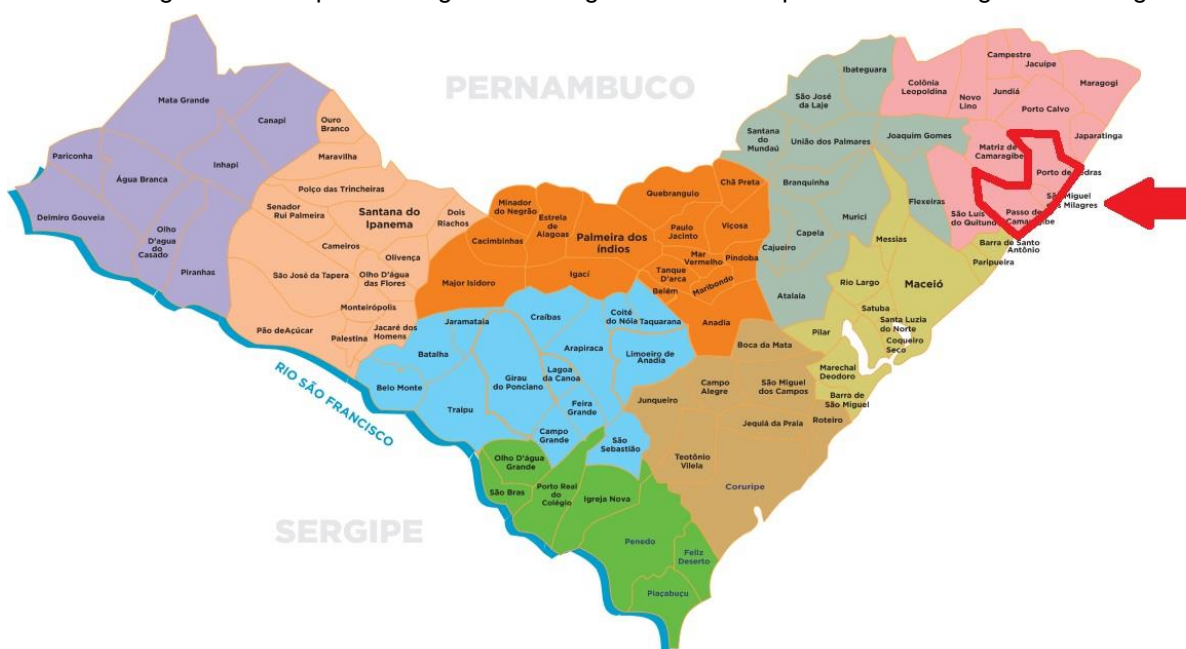 PERNAMBUCO
SERGIPE
RIO SÃO FRANCISCO
Mata Grande
Canapi
Pariconha
Inhapi
Água Branca
Delmiro Gouveia
Olho
D'agua do
Casado
Piranhas
Ouro
Branco
Maravilha
Polço das Trincheiras
Senador
Rui Palmeira
Santana do
Ipanema
Dois
Riachos
Carneiros
Olivença
São José da Tapera
Olho D'Água
das Flores
Monteirópolis
Pão deAçúcar
Palestina
Jacaré dos
Homens
Minador
do Negrão
Estrela
de
Alagoas
Cacimbinhas
Palmeira dos
índios
Igací
Major Isidoro
Quebrangulo
Chã Preta
Paulo
Jacinto
Viçosa
Mar
Vermelho
Pindoba
Tanque
D'arca
Belém
Maribondo
Anadia
Jaramataia
Craíbas
Coité
do Nóia
Taquarana
Batalha
Arapiraca
Limoeiro de
Anadia
Lagoa
da Canoa
Belo Monte
Girau
do Ponciano
Traipu
Feira
Grande
Campo
Grande
São
Sebastião
Olho D'água
Grande
São Bras
Porto Real
do
Colégio
Igreja Nova
Penedo
Feliz
Deserto
Piaçabuçu
Boca da Mata
Campo
Alegre
São Miguel
dos Campos
Junqueiro
Jequiá da Praia
Roteiro
Teotônio
Vilela
Coruripe
Ibateguara
São José
da Laje
Santana
do
Mundaú
União dos Palmares
Joaquim Gomes
Branquinha
Murici
Flexeiras
Capela
Cajueiro
Atalaia
Messias
Rio Largo
Maceió
Barra de Santo
Antônio
Paripueira
Satuba
Santa Luzia
do Norte
Coqueiro
Seco
Pilar
Marechal
Deodoro
Barra de
São Miguel
Colônia
Leopoldina
Novo
Lino
Campestre
Jacuípe
Jundiá
Maragogi
Porto Calvo
Japaratinga
Matriz de
Camaragibe
Porto de Pedras
São Miguel
dos Milagres
Passo de
Camaragibe
São Luís
do Quitunde